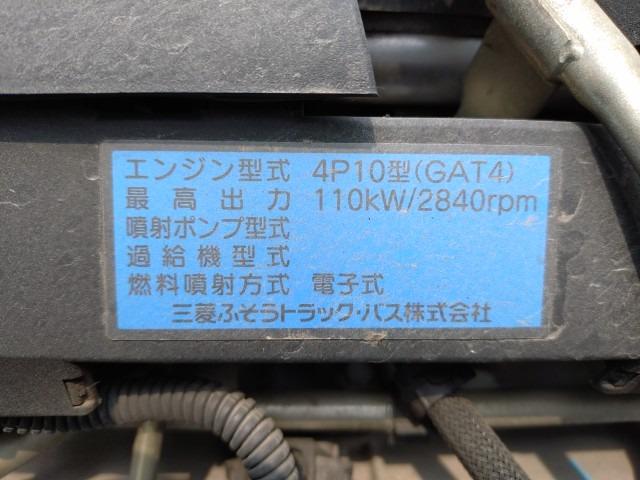 エンジン型式 4P10型(GAT4)
最高出力 110kW/2840rpm
噴射ポンプ型式
過給機型式
燃料噴射方式 電子式
三菱ふそうトラック・バス株式会社